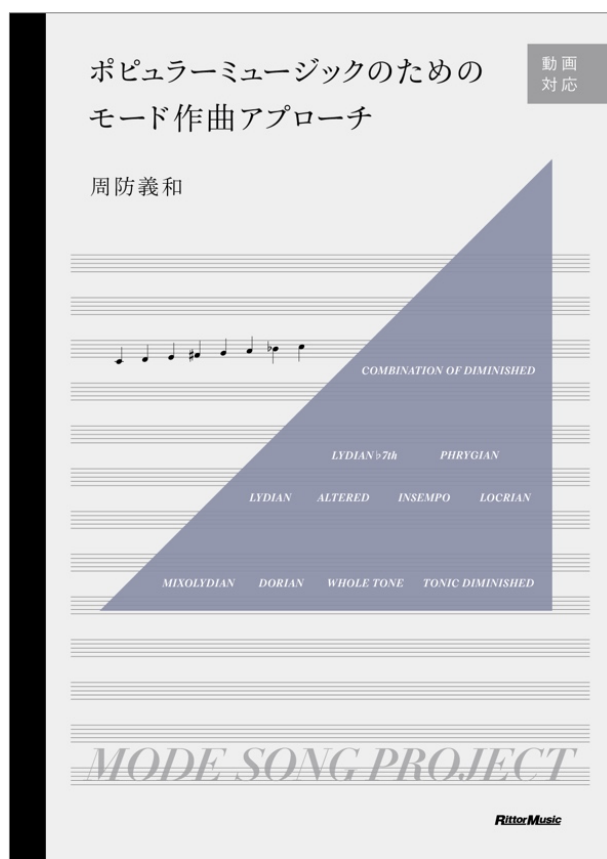 ポピュラーミュージックのための
モード作曲アプローチ
動画
対応
周防義和
COMBINATION OF DIMINISHED
LYDIAN♭7th PHRYGIAN
LYDIAN ALTERED INSEMPO LOCRIAN
MIXOLYDIAN DORIAN WHOLE TONE TONIC DIMINISHED
MODE SONG PROJECT
RittorMusic